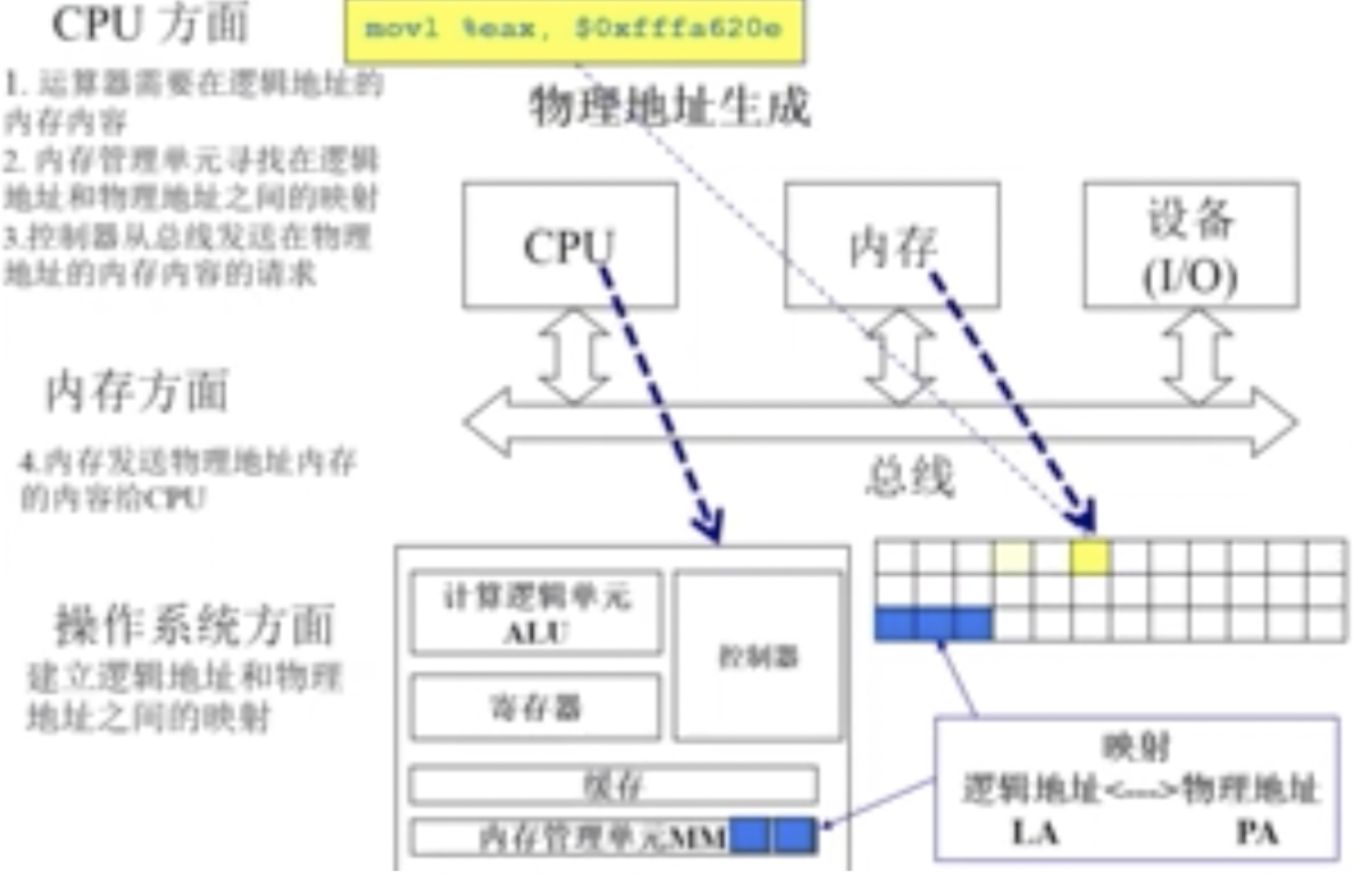 CPU 方面
movl %eax, $0xfffa620e
1. 运算器需要在逻辑地址的
内存内容
2. 内存管理单元寻找在逻辑
地址和物理地址之间的映射
3.控制器从总线发送在物理
地址的内存内容的请求
物理地址生成
CPU
内存
设备
(I/O)
总线
内存方面
4.内存发送物理地址内存
的内容给CPU
操作系统方面
建立逻辑地址和物理
地址之间的映射
计算逻辑单元
ALU
寄存器
控制器
缓存
内存管理单元MM
映射
逻辑地址<--->物理地址
LA
PA